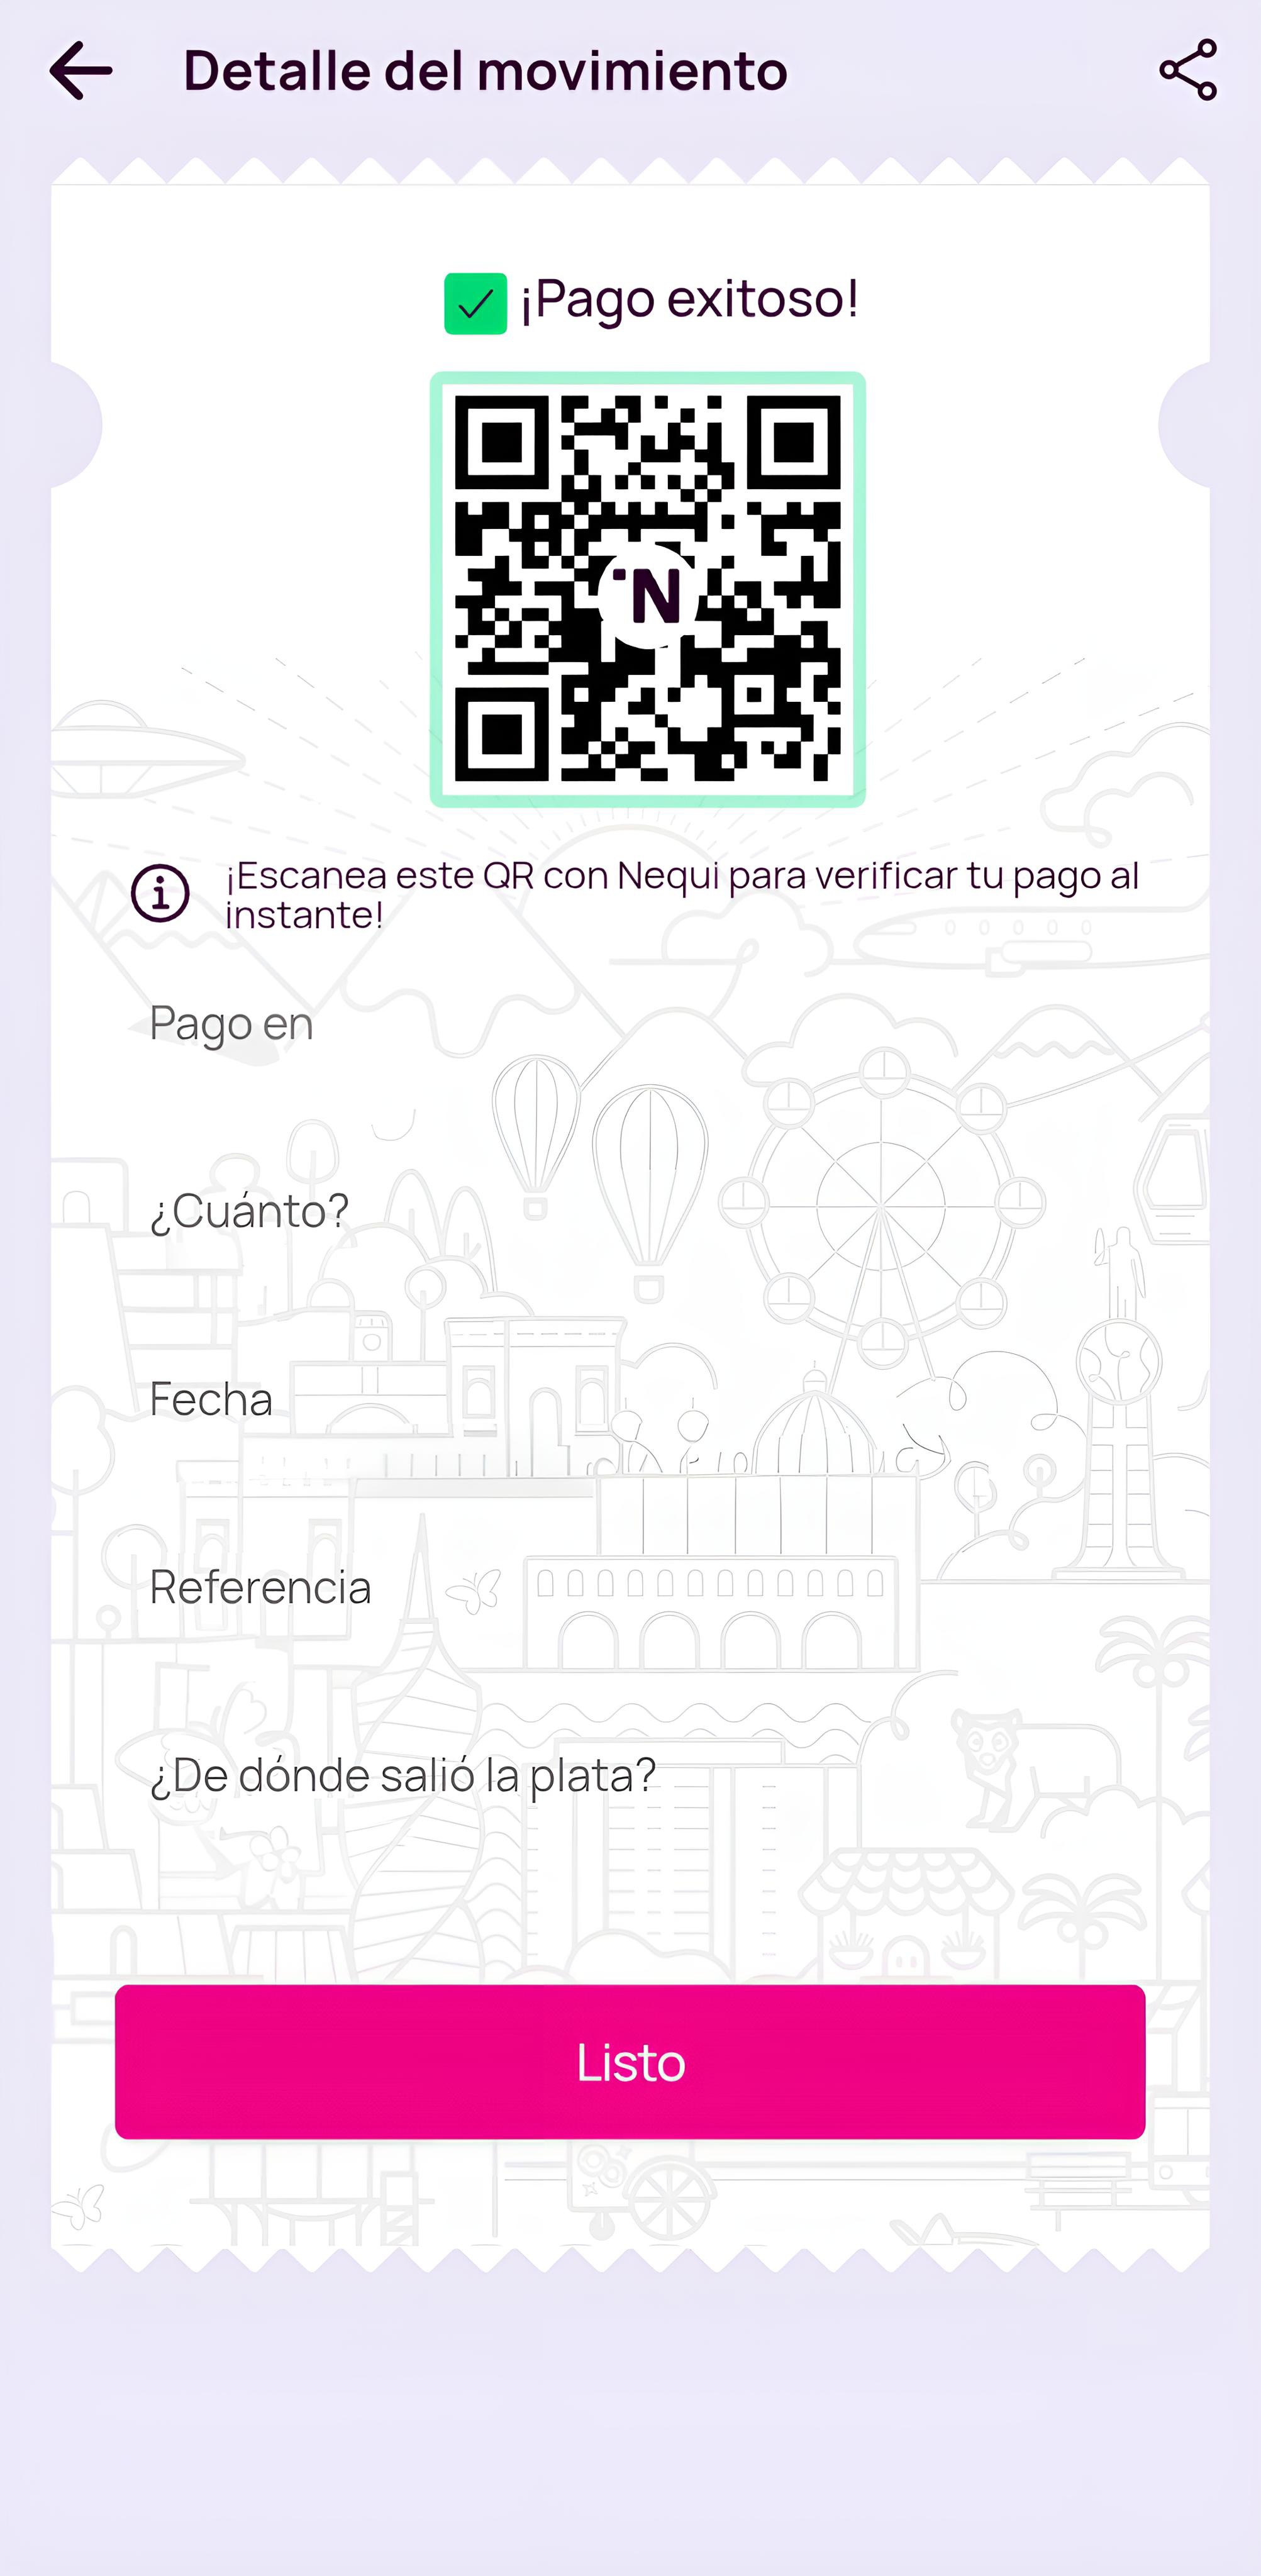 Detalle del movimiento
¡Pago exitoso!
N
¡Escanea este QR con Nequi para verificar tu pago al
instante!
Pago en
¿Cuánto?
Fecha
Referencia
¿De dónde salió la plata?
Listo